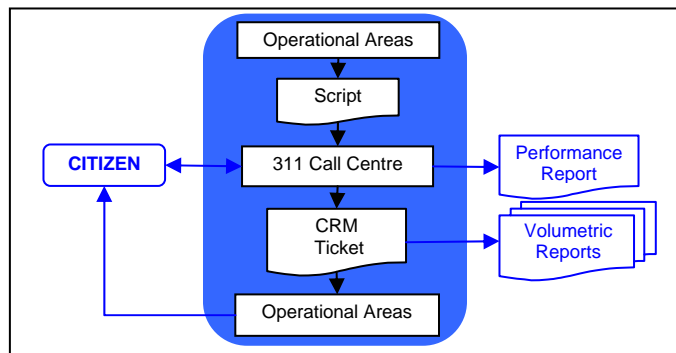 Operational Areas
Script
CITIZEN
311 Call Centre
Performance
Report
CRM
Ticket
Volumetric
Reports
Operational Areas